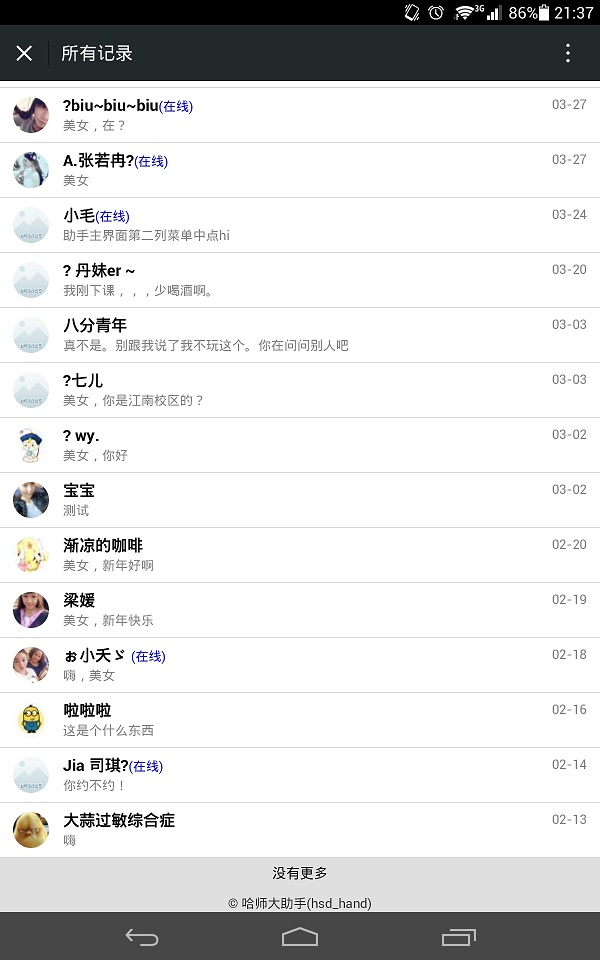 3G 86% 21:37
所有记录
?biu~biu~biu(在线) 03-27
美女，在？
A.张若冉?(在线) 03-27
美女
小毛(在线) 03-24
助手主界面第二列菜单中点hi
? 丹妹er ~ 03-20
我刚下课，，，少喝酒啊。
八分青年 03-03
真不是。别跟我说了我不玩这个。你在问问别人吧
?七儿 03-03
美女，你是江南校区的？
? wy. 03-02
美女，你好
宝宝 03-02
测试
渐凉的咖啡 02-20
美女，新年好啊
梁媛 02-19
美女，新年快乐
ぉ小夭ゞ (在线) 02-18
嗨，美女
啦啦啦 02-16
这是个什么东西
Jia 司琪?(在线) 02-14
你约不约！
大蒜过敏综合症 02-13
嗨
没有更多
© 哈师大助手(hsd_hand)